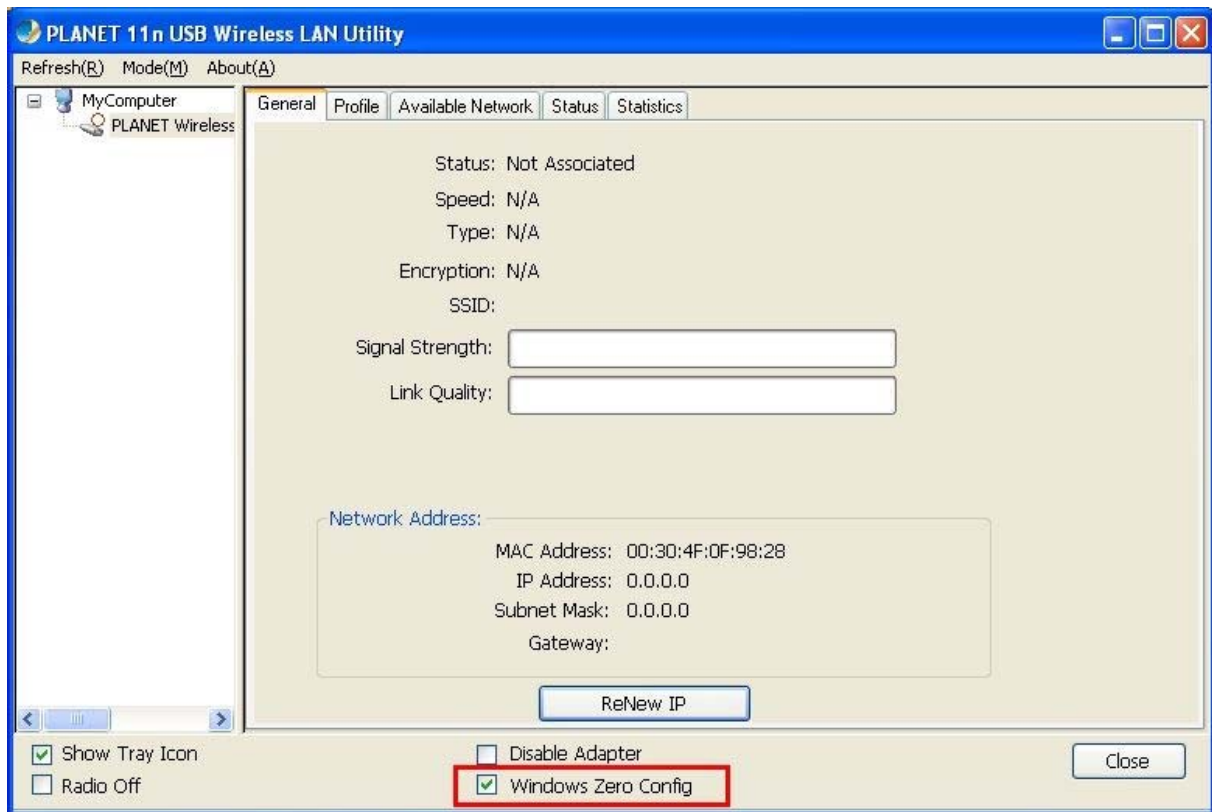 PLANET 11n USB Wireless LAN Utility
Refresh(R) Mode(M) About(A)
MyComputer
PLANET Wireless
General Profile Available Network Status Statistics
Status: Not Associated
Speed: N/A
Type: N/A
Encryption: N/A
SSID:
Signal Strength:
Link Quality:
Network Address:
MAC Address: 00:30:4F:0F:98:28
IP Address: 0.0.0.0
Subnet Mask: 0.0.0.0
Gateway:
ReNew IP
Show Tray Icon Disable Adapter Close
Radio Off Windows Zero Config